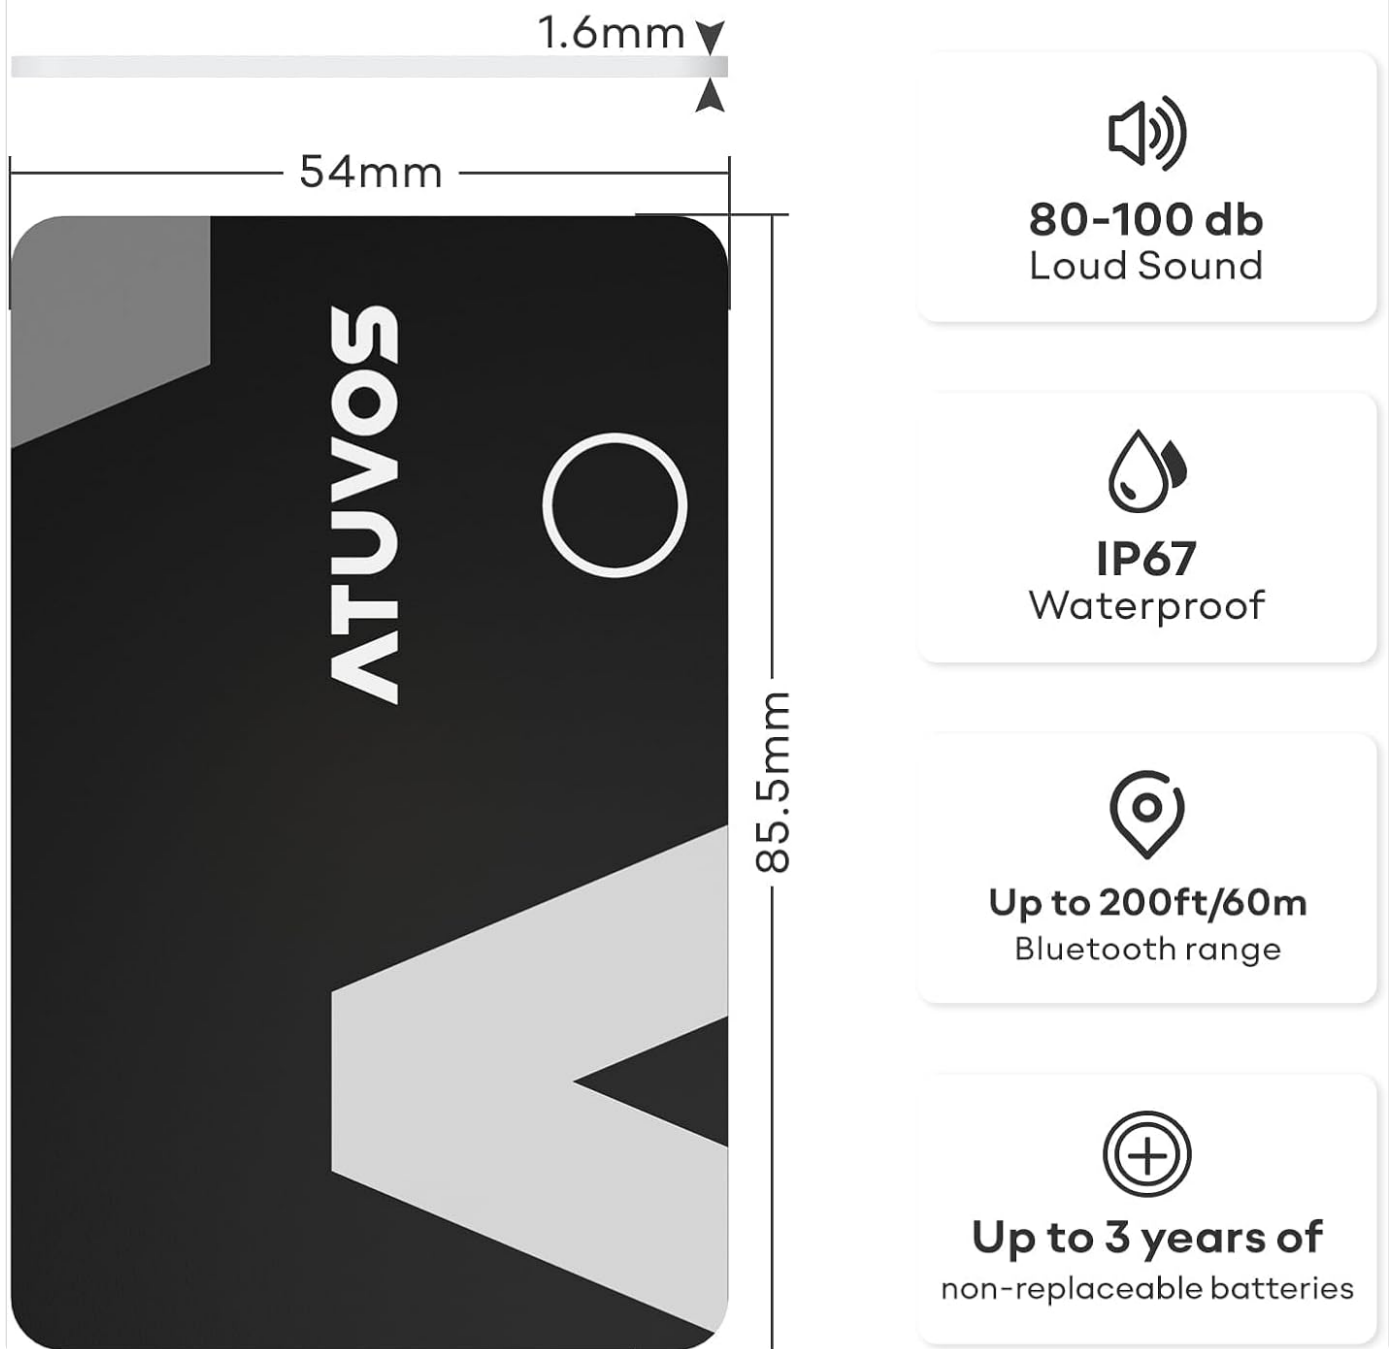 1.6mm
54mm
ATUVOS
85.5mm
80-100 db
Loud Sound
IP67
Waterproof
Up to 200ft/60m
Bluetooth range
Up to 3 years of
non-replaceable batteries